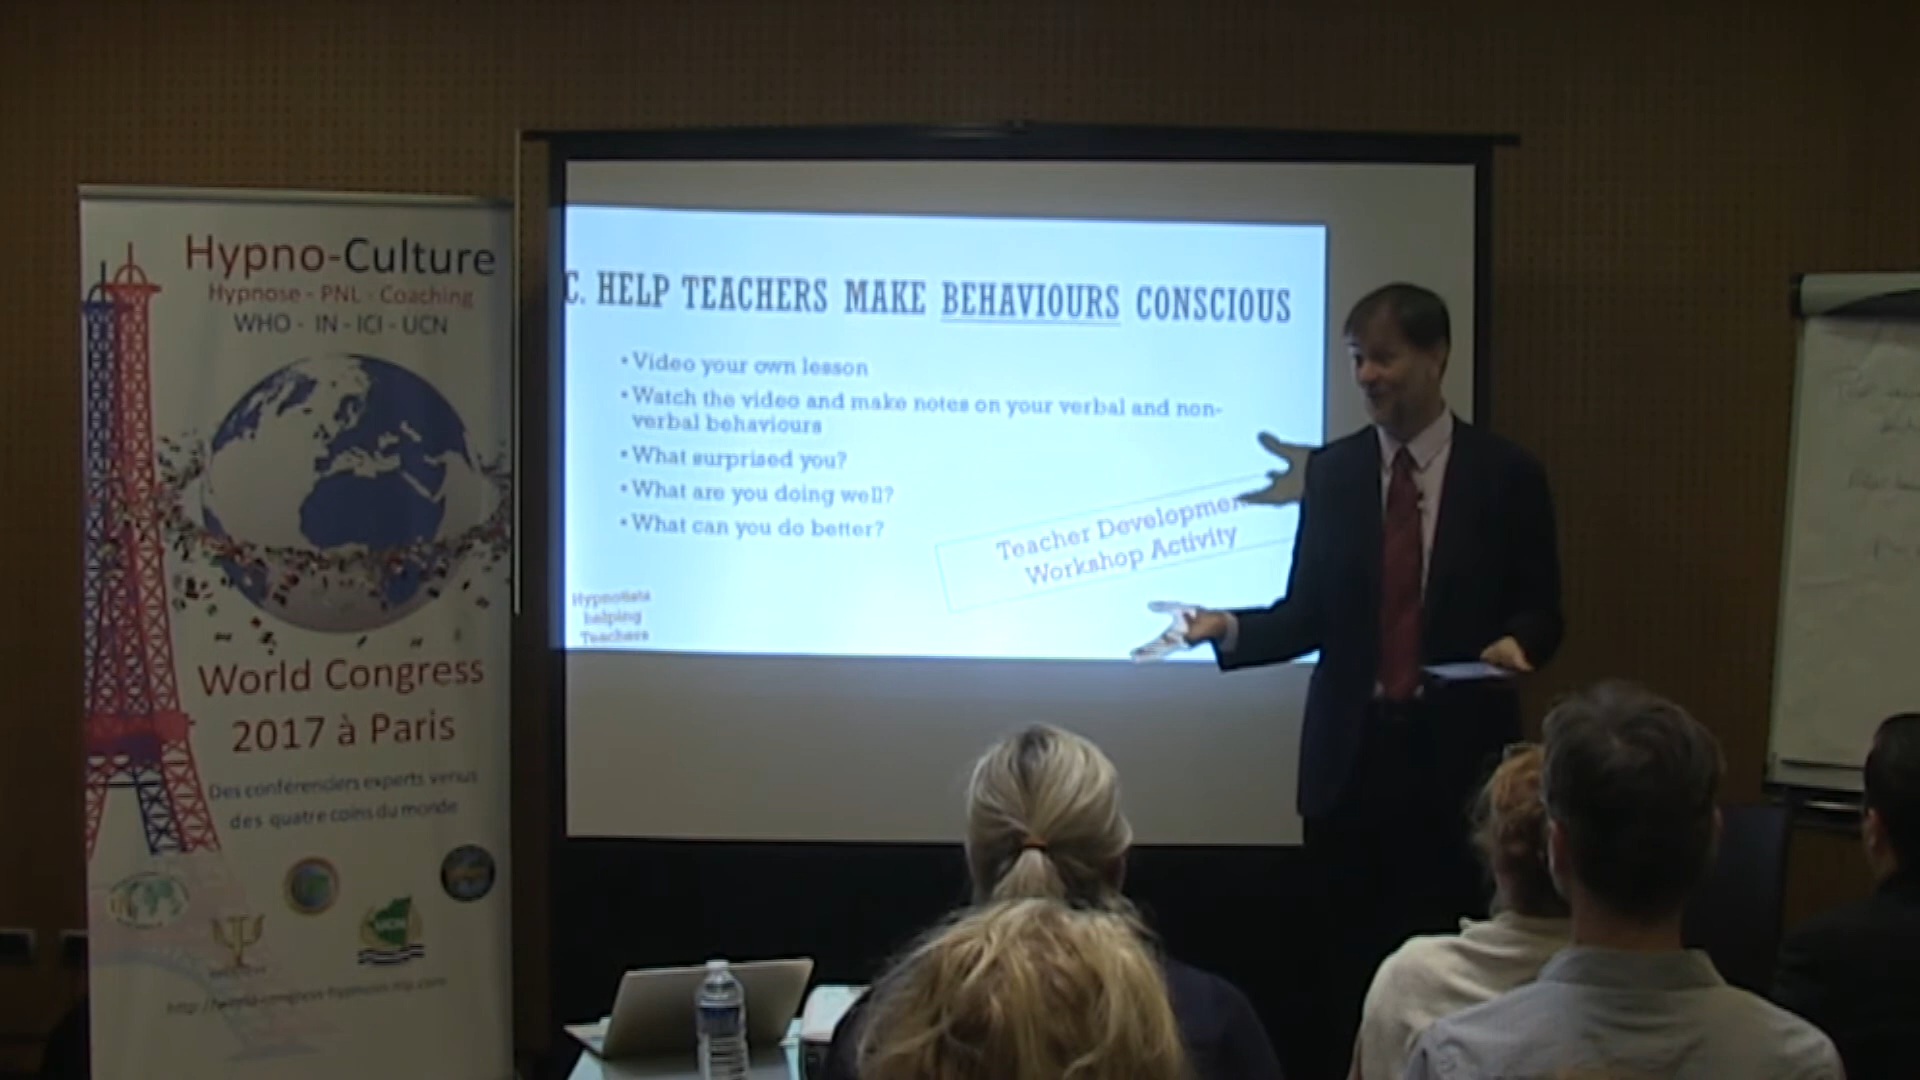 Hypno-Culture
Hypnose - PNL - Coaching
WHO - IN - ICI - UCN
World Congress
2017 à Paris
Des conférenciers experts venus
des quatre coins du monde
C. HELP TEACHERS MAKE BEHAVIOURS CONSCIOUS
• Video your own lesson
• Watch the video and make notes on your verbal and non-
verbal behaviours
• What surprised you?
• What are you doing well?
• What can you do better?
Teacher Developmen
Workshop Activity
helping
Teachers